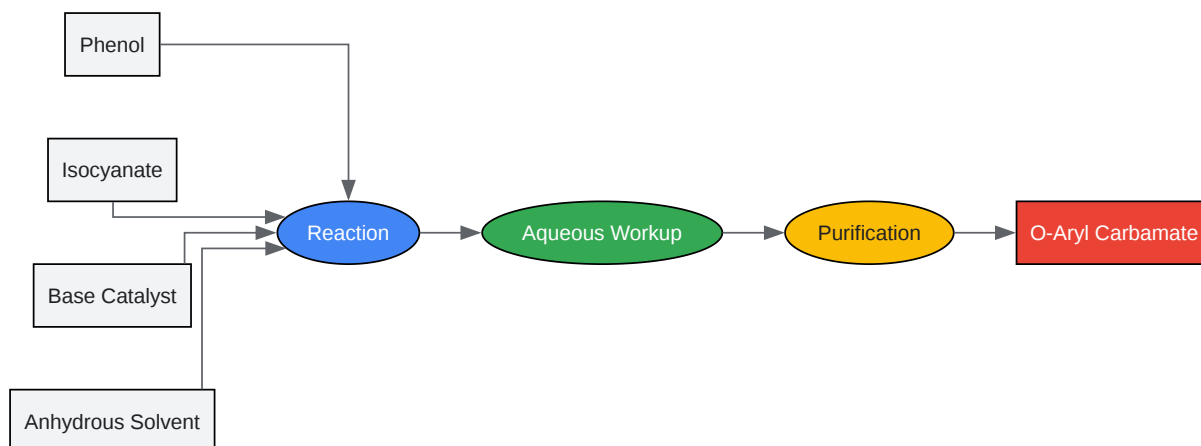 Phenol
Isocyanate
Reaction
Aqueous Workup
Purification
O-Aryl Carbamate
Base Catalyst
Anhydrous Solvent